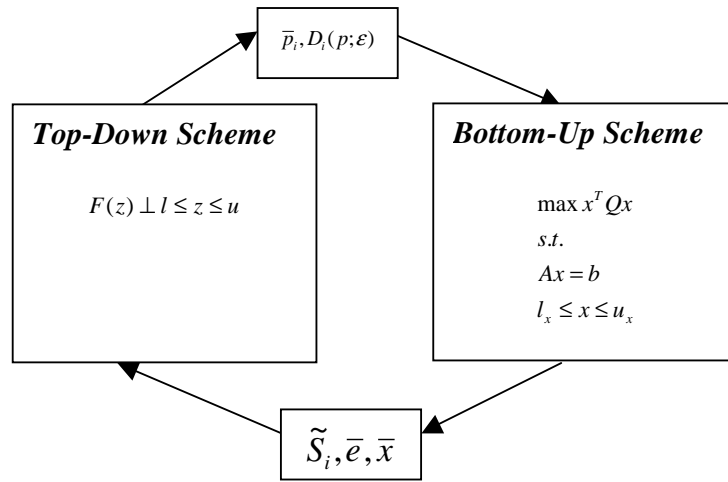 p̅ᵢ, Dᵢ(p;ε)
Top-Down Scheme
F(z) ⊥ l ≤ z ≤ u
Bottom-Up Scheme
max xᵀQx
s.t.
Ax = b
lₓ ≤ x ≤ uₓ
S̃ᵢ, e̅, x̅